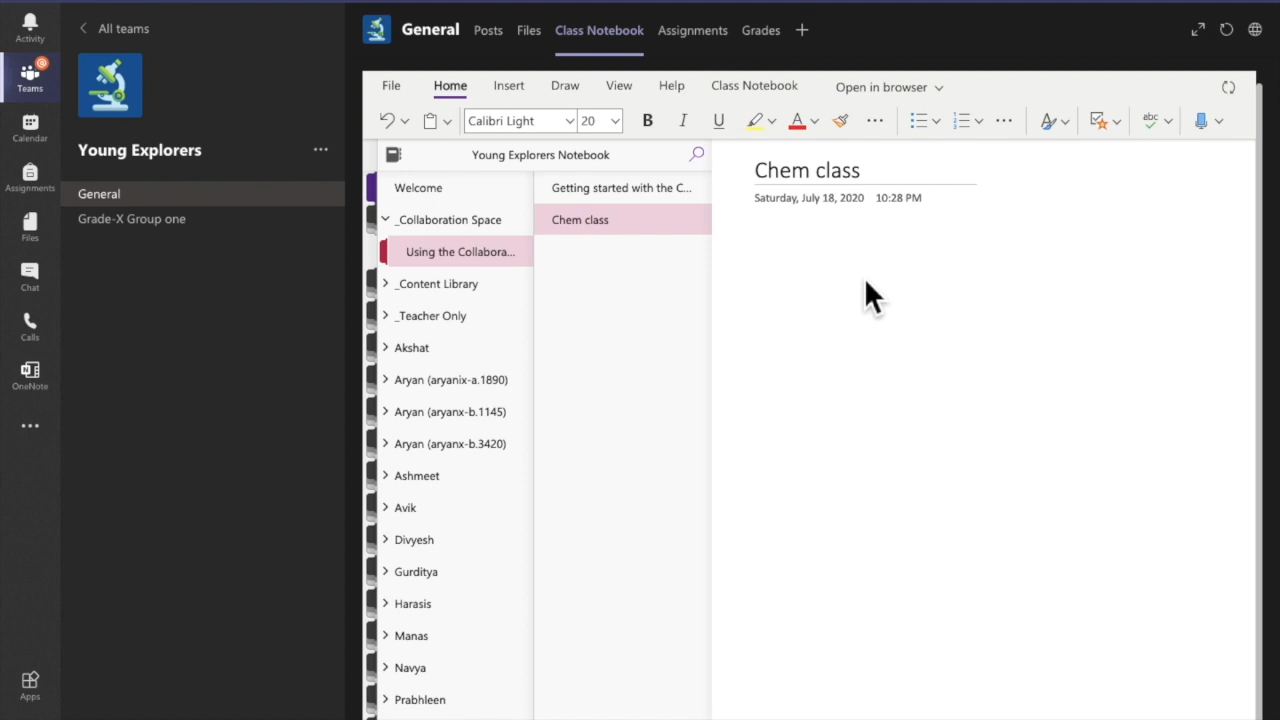 Activity
Teams
Calendar
Assignments
Files
Chat
Calls
OneNote
Apps
All teams
Young Explorers
General
Grade-X Group one
General Posts Files Class Notebook Assignments Grades
File Home Insert Draw View Help Class Notebook Open in browser
Calibri Light 20 B I U A abc
Young Explorers Notebook
Welcome
_Collaboration Space
Using the Collabora...
_Content Library
_Teacher Only
Akshat
Aryan (aryanix-a.1890)
Aryan (aryanx-b.1145)
Aryan (aryanx-b.3420)
Ashmeet
Avik
Divyesh
Gurditya
Harasis
Manas
Navya
Prabhleen
Getting started with the C...
Chem class
Chem class
Saturday, July 18, 2020 10:28 PM